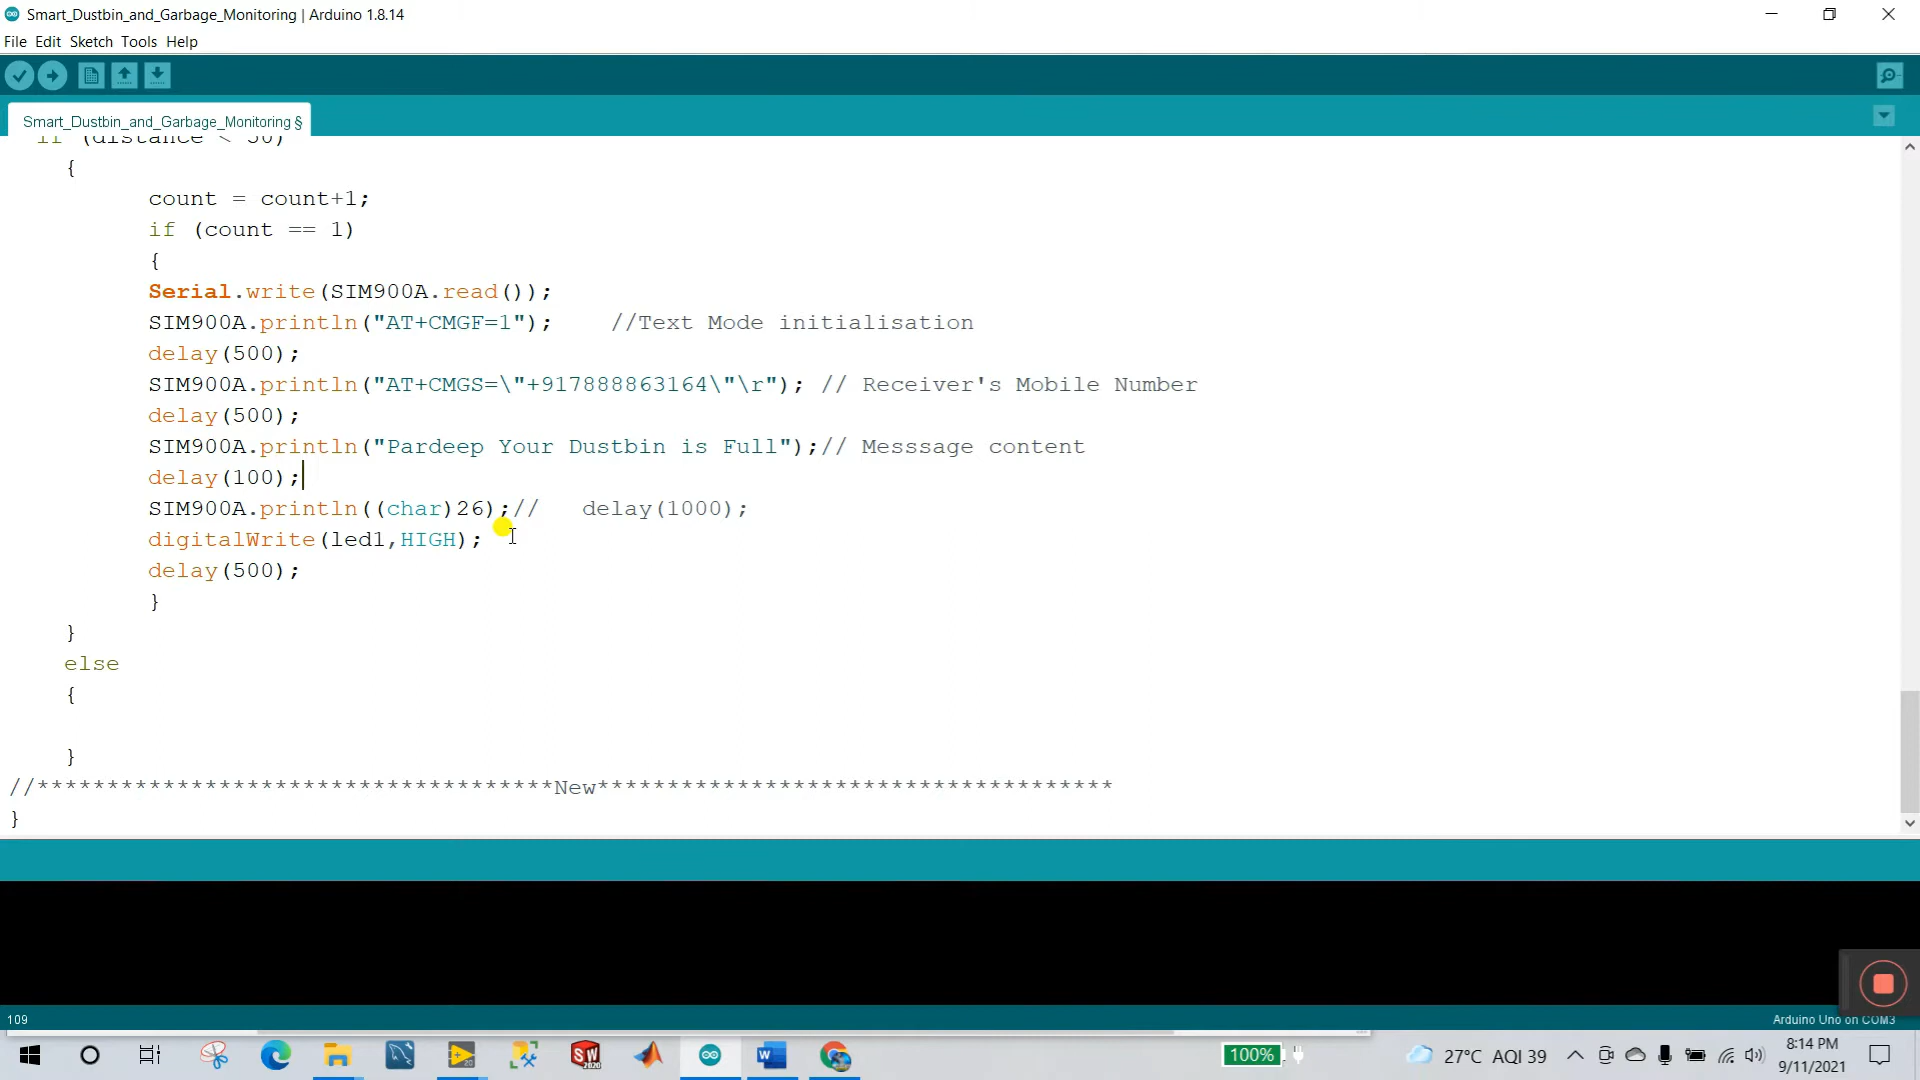 Smart_Dustbin_and_Garbage_Monitoring | Arduino 1.8.14
File Edit Sketch Tools Help
Smart_Dustbin_and_Garbage_Monitoring §
if (distance < 50)
{
count = count+1;
if (count == 1)
{
Serial.write(SIM900A.read());
SIM900A.println("AT+CMGF=1"); //Text Mode initialisation
delay(500);
SIM900A.println("AT+CMGS=\"+917888863164\"\r"); // Receiver's Mobile Number
delay(500);
SIM900A.println("Pardeep Your Dustbin is Full");// Messsage content
delay(100);
SIM900A.println((char)26);// delay(1000);
digitalWrite(led1,HIGH);
delay(500);
}
}
else
{
}
//*************************************New*************************************
}
109
Arduino Uno on COM3
100%
27°C AQI 39
8:14 PM
9/11/2021